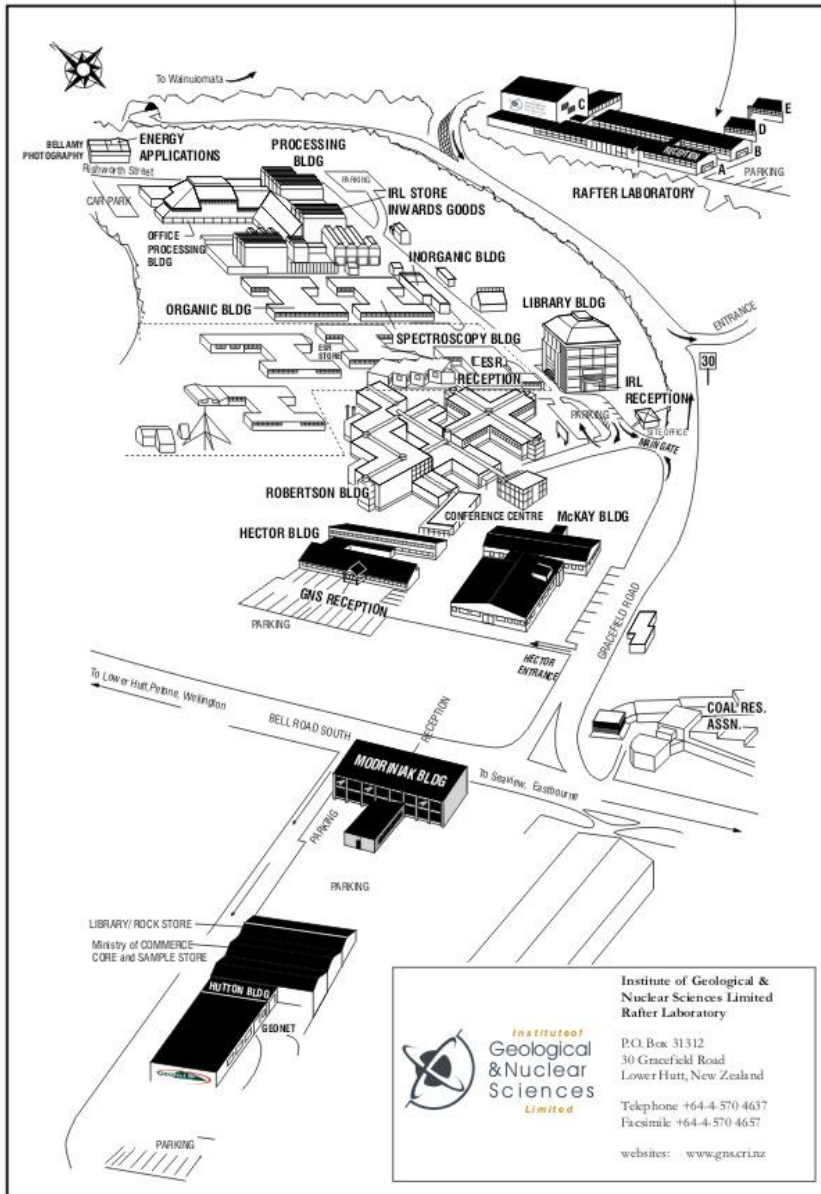 To Wainuiomata
C
E
D
B
A
RECEPTION
PARKING
RAFTER LABORATORY
BELLAMY
PHOTOGRAPHY
ENERGY
APPLICATIONS
Rishworth Street
CAR PARK
PROCESSING
BLDG
PARKING
IRL STORE
INWARDS GOODS
OFFICE
PROCESSING
BLDG
INORGANIC BLDG
ORGANIC BLDG
LIBRARY BLDG
SPECTROSCOPY BLDG
ENTRANCE
30
ESR
STORE
ESR
RECEPTION
IRL
RECEPTION
PARKING
SITE OFFICE
MAIN GATE
ROBERTSON BLDG
CONFERENCE CENTRE
McKAY BLDG
HECTOR BLDG
GNS RECEPTION
PARKING
GRACEFIELD ROAD
HECTOR
ENTRANCE
To Lower Hutt, Petone, Wellington
BELL ROAD SOUTH
RECEPTION
COAL RES.
ASSN.
MODRINIAK BLDG
To Seaview, Eastbourne
PARKING
PARKING
LIBRARY/ ROCK STORE
Ministry of COMMERCE
CORE and SAMPLE STORE
HUTTON BLDG
GEONET
GeoNet
PARKING
Institute of
Geological
& Nuclear
Sciences
Limited
Institute of Geological &
Nuclear Sciences Limited
Rafter Laboratory
P.O. Box 31312
30 Gracefield Road
Lower Hutt, New Zealand
Telephone +64-4-570 4637
Facsimile +64-4-570 4657
websites: www.gns.cri.nz